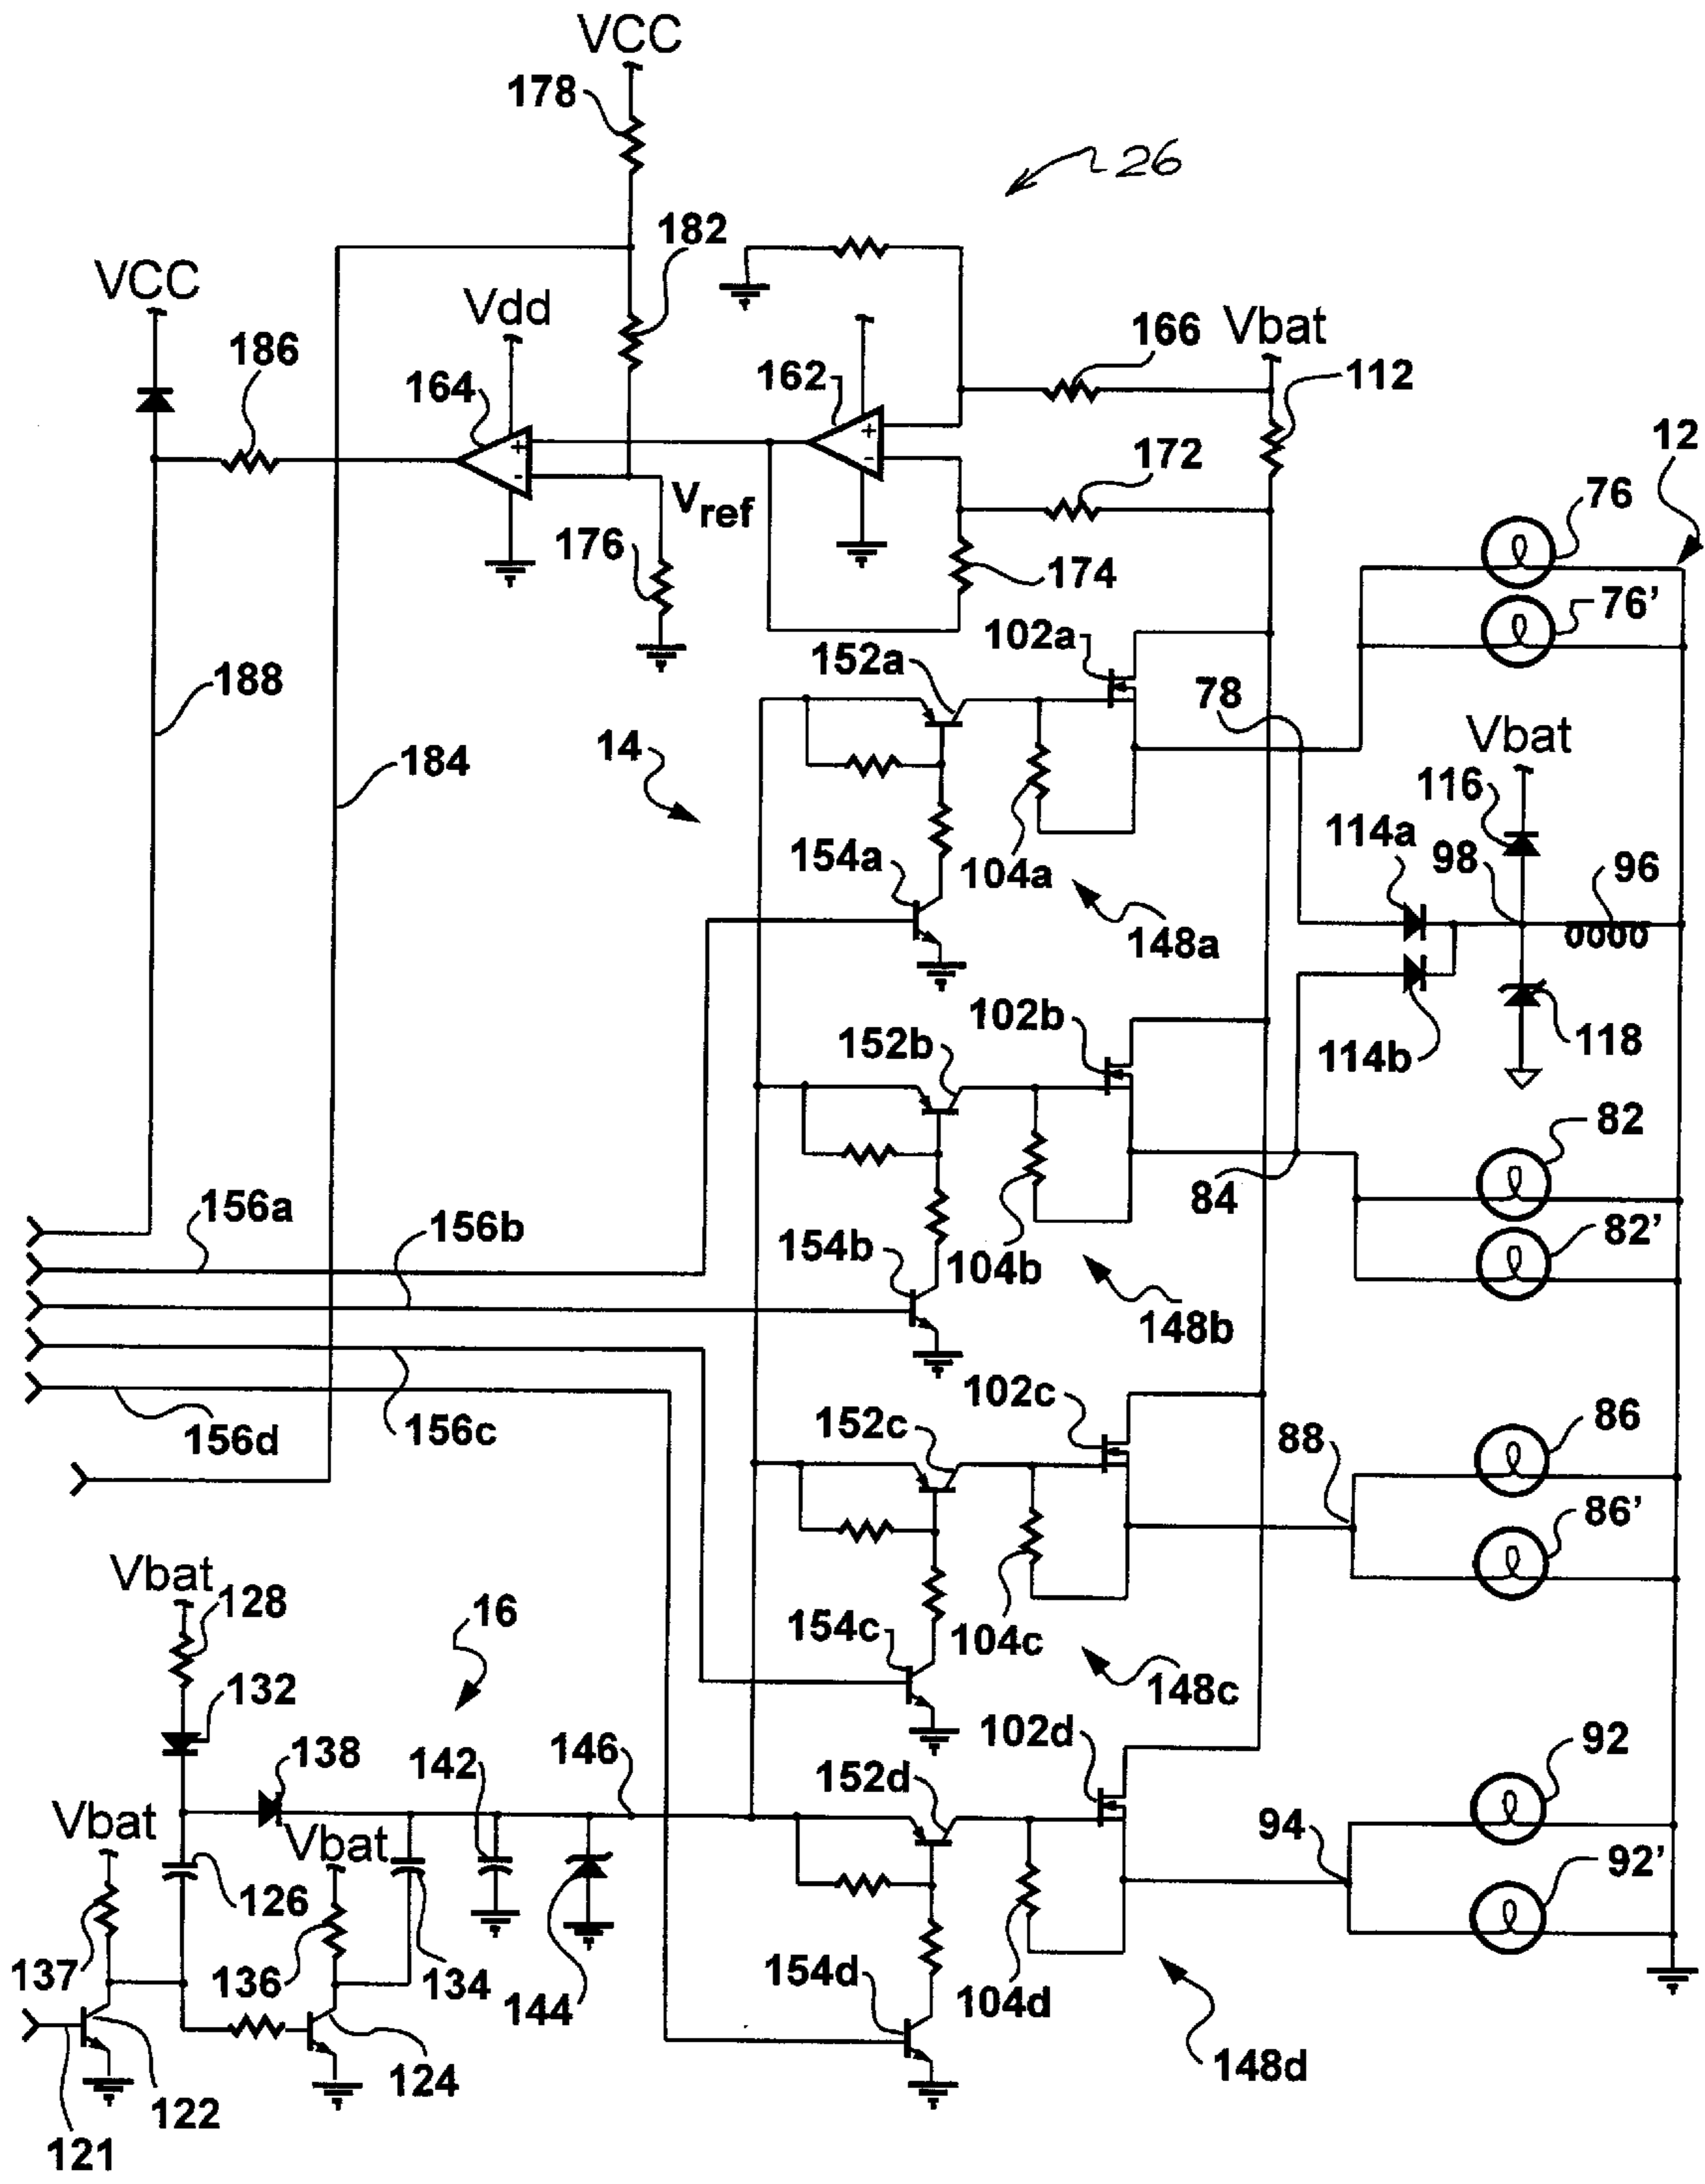 VCC
178
26
182
VCC
Vdd
166
Vbat
186
164
162
112
12
172
76
Vref
176
174
76’
102a
152a
188
78
14
184
Vbat
116
114a
98
96
154a
104a
148a
102b
118
152b
114b
82
156a
156b
84
82’
154b
104b
148b
102c
86
156d
156c
152c
88
86’
Vbat
128
16
154c
104c
148c
132
102d
92
138
142
146
152d
Vbat
Vbat
94
92’
126
137
136
134
144
154d
104d
124
148d
122
121
+
-
+
-